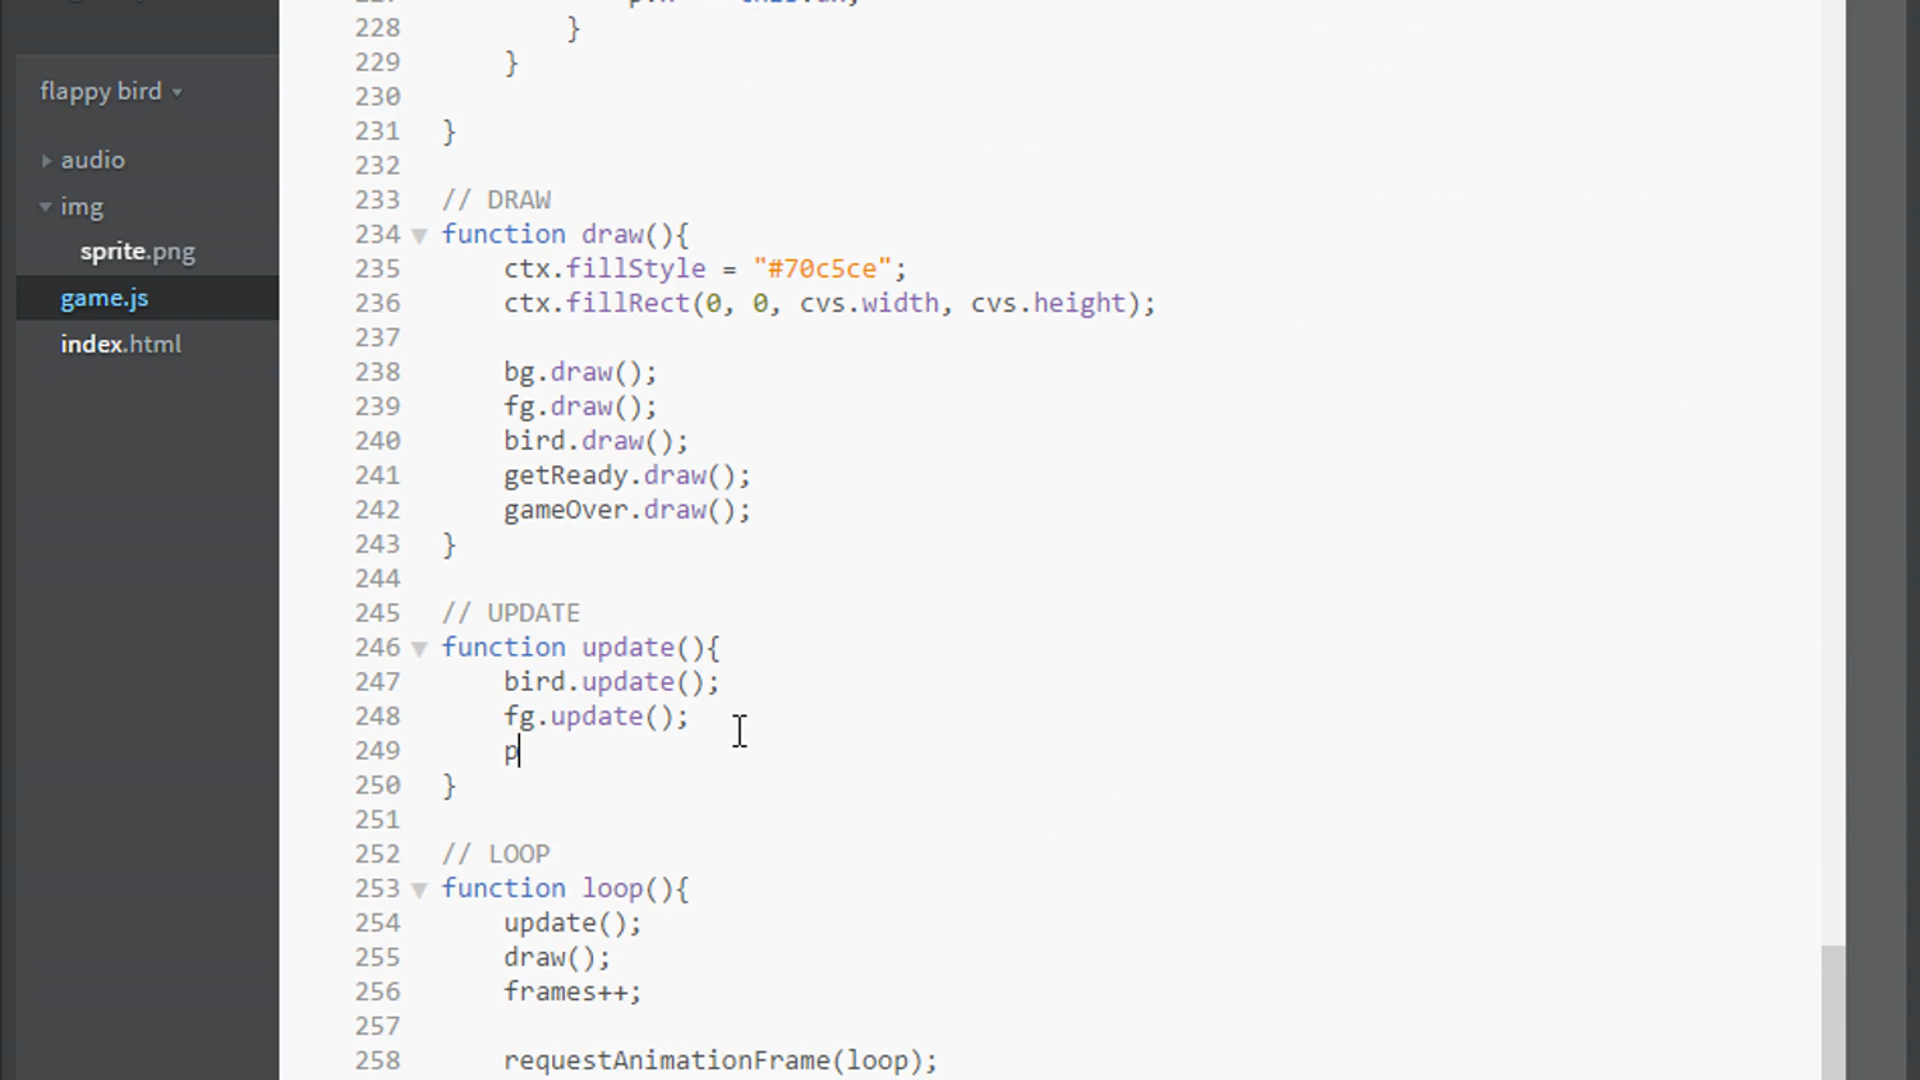 flappy bird
audio
img
sprite.png
game.js
index.html
228 }
229 }
230
231 }
232
233 // DRAW
234 function draw(){
235 ctx.fillStyle = "#70c5ce";
236 ctx.fillRect(0, 0, cvs.width, cvs.height);
237
238 bg.draw();
239 fg.draw();
240 bird.draw();
241 getReady.draw();
242 gameOver.draw();
243 }
244
245 // UPDATE
246 function update(){
247 bird.update();
248 fg.update();
249 p
250 }
251
252 // LOOP
253 function loop(){
254 update();
255 draw();
256 frames++;
257
258 requestAnimationFrame(loop);